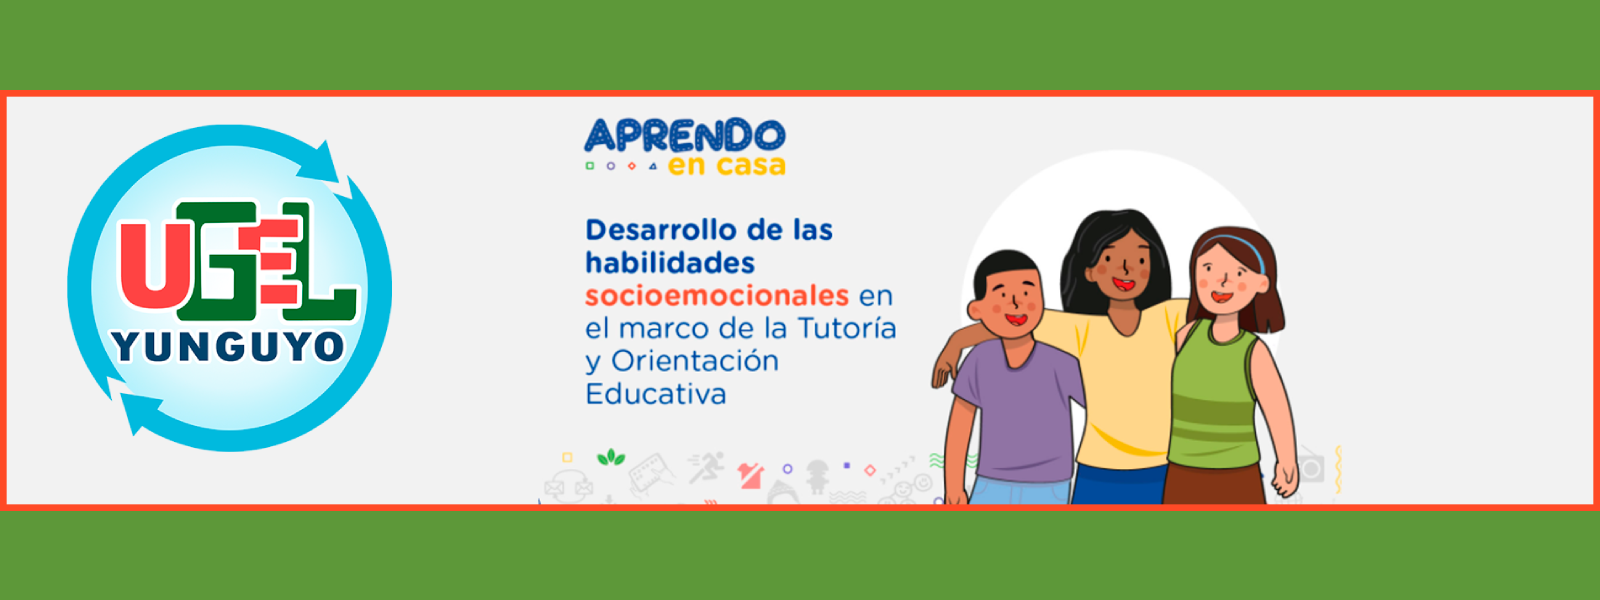 UGEL
YUNGUYO
APRENDO
en casa
Desarrollo de las
habilidades
socioemocionales en
el marco de la Tutoría
y Orientación
Educativa